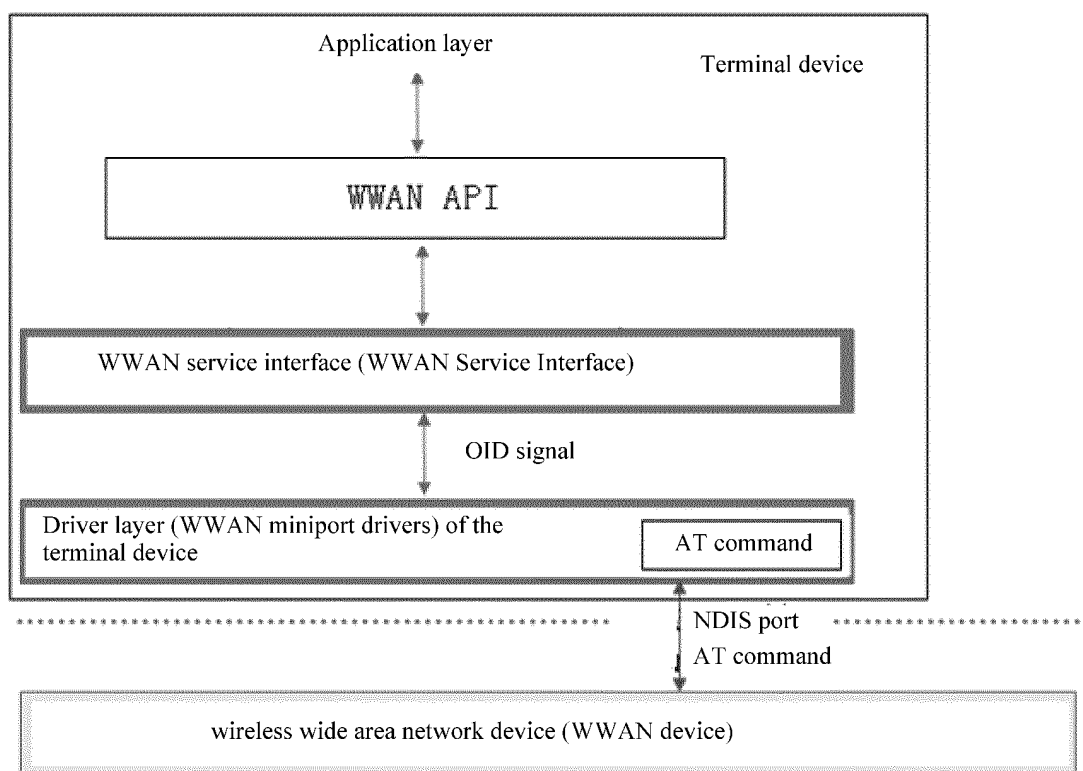 Application layer
Terminal device
WWAN API
WWAN service interface (WWAN Service Interface)
OID signal
Driver layer (WWAN miniport drivers) of the
terminal device
AT command
NDIS port
AT command
wireless wide area network device (WWAN device)